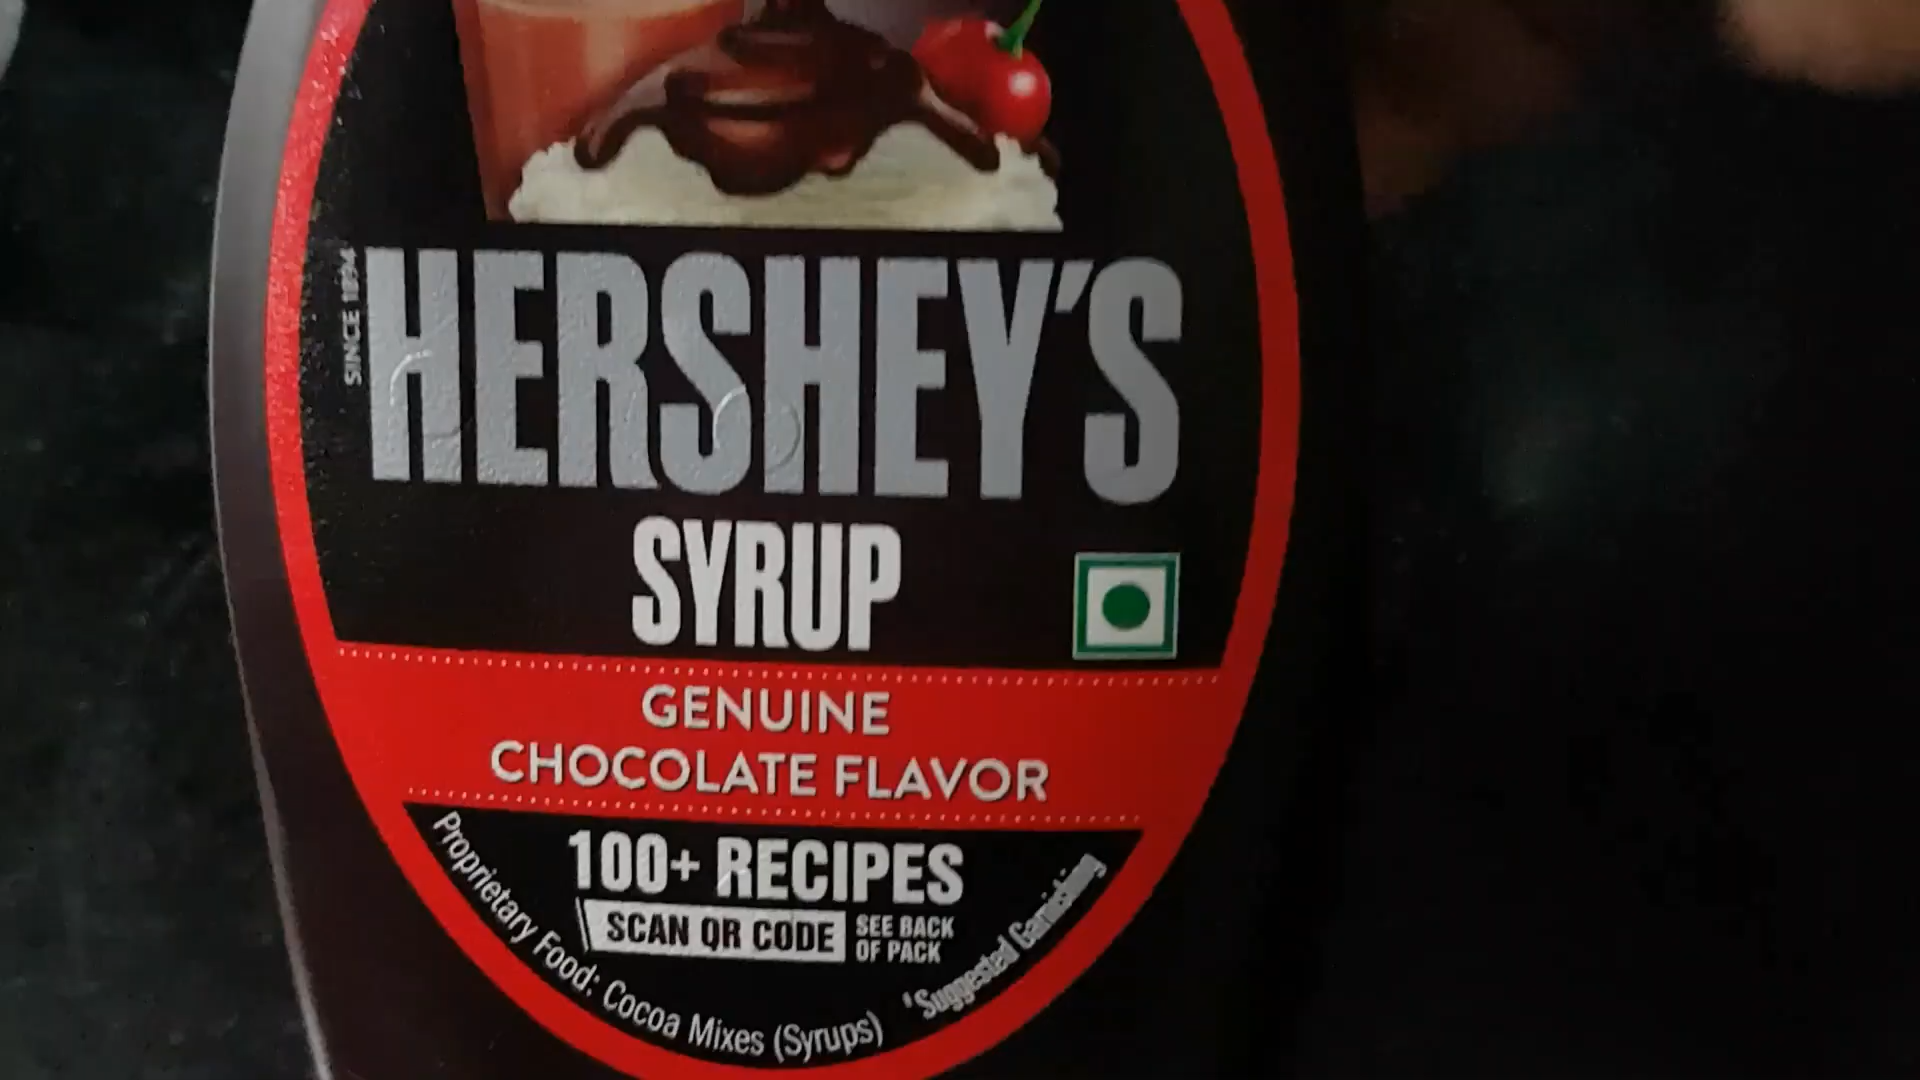 SINCE 1894
HERSHEY'S
SYRUP
GENUINE
CHOCOLATE FLAVOR
100+ RECIPES
SCAN QR CODE
SEE BACK
OF PACK
Proprietary Food: Cocoa Mixes (Syrups)
*Suggested Garnishing